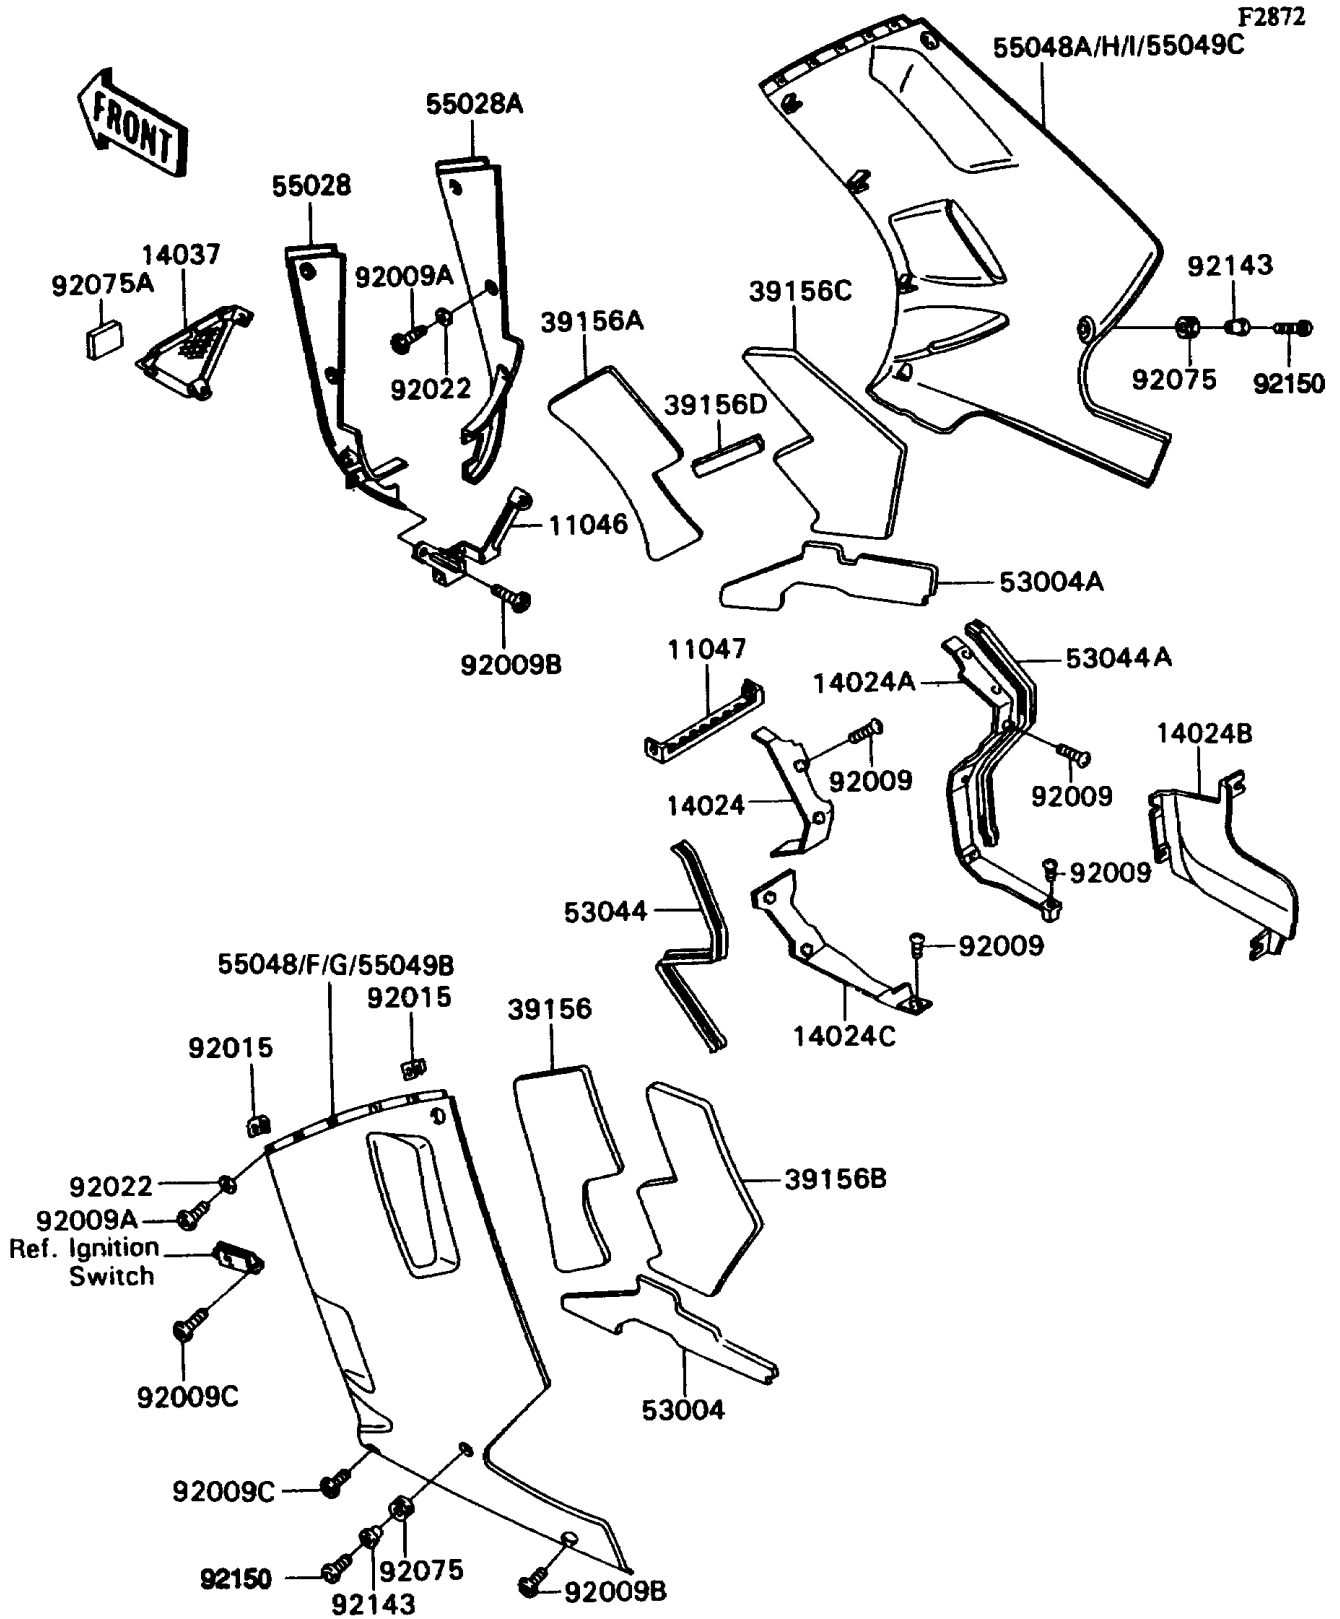 F2872
55048A/H/I/55049C
FRONT
55028A
55028
14037
92075A
92009A
39156A
39156C
92143
92022
39156D
92075
92150
11046
53004A
92009B
11047
53044A
14024A
14024B
92009
92009
14024
92009
53044
92009
55048/F/G/55049B
92015
39156
14024C
92015
92022
39156B
92009A
Ref. Ignition
Switch
92009C
53004
92009C
92075
92150
92009B
92143